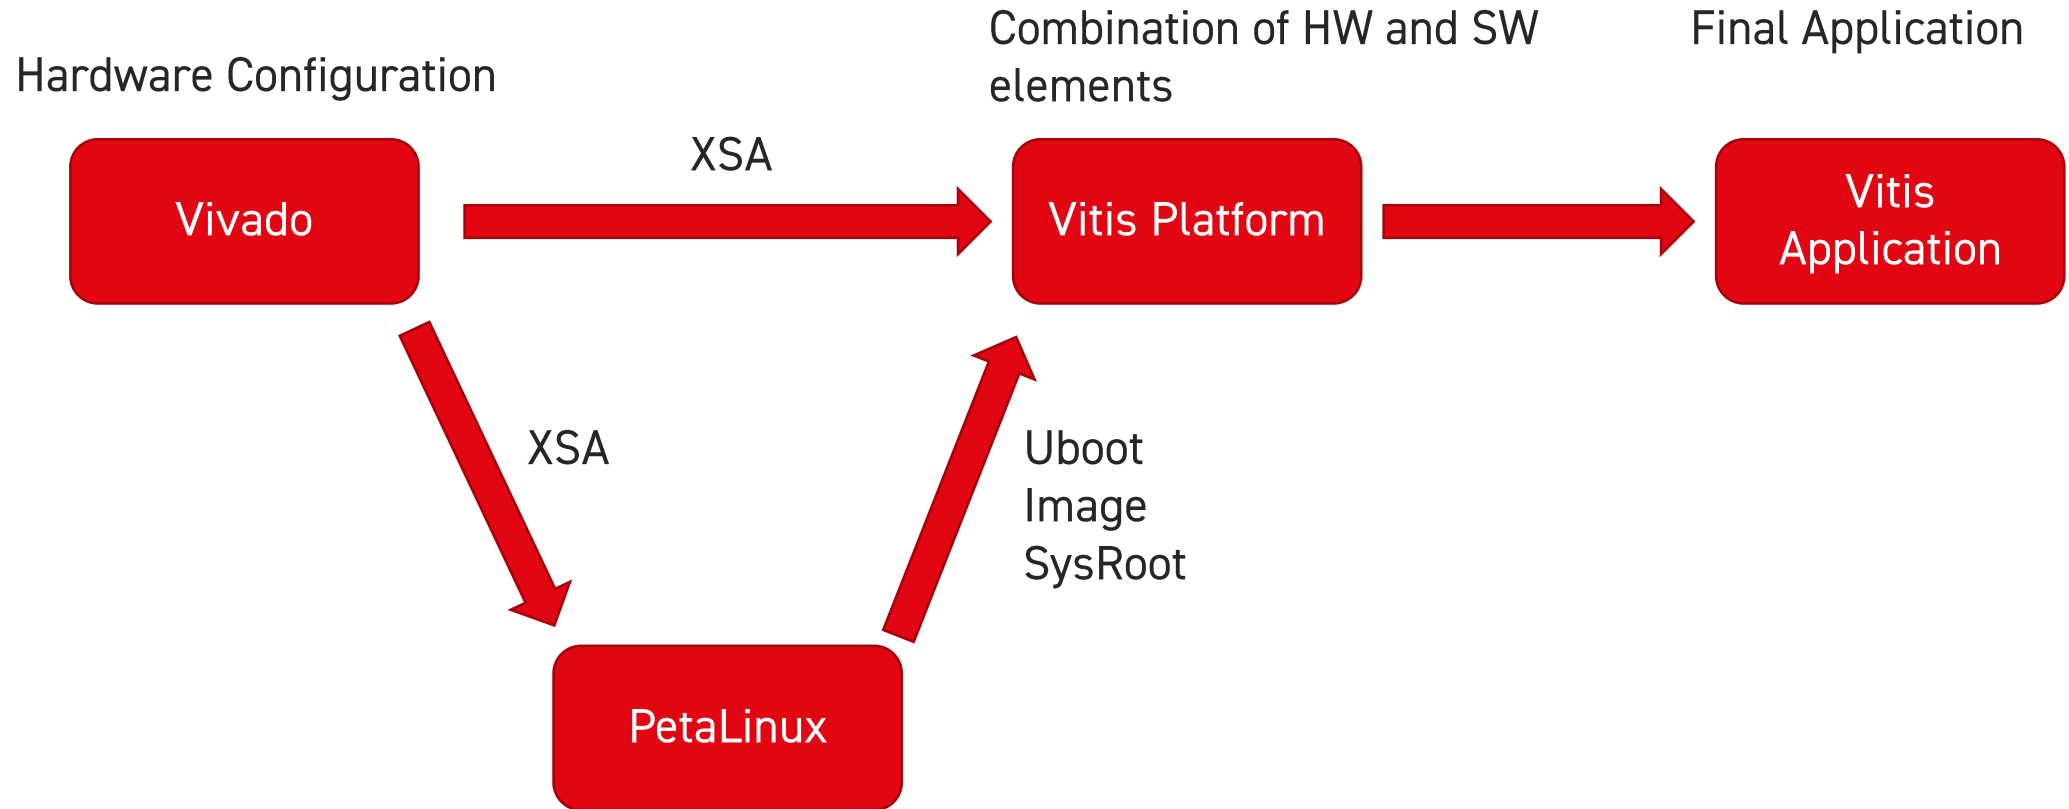 Hardware Configuration
Combination of HW and SW
elements
Final Application
Vivado
XSA
Vitis Platform
Vitis
Application
XSA
Uboot
Image
SysRoot
PetaLinux